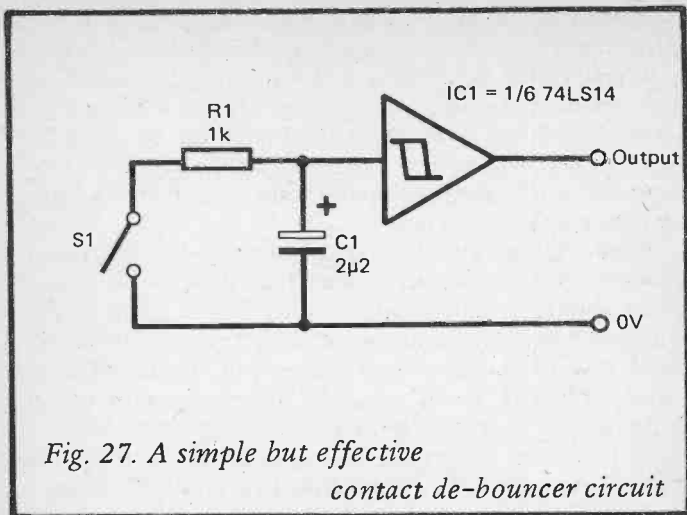 IC1 = 1/6 74LS14
R1
1k
Output
S1
+
C1
2µ2
0V
Fig. 27. A simple but effective
contact de-bouncer circuit